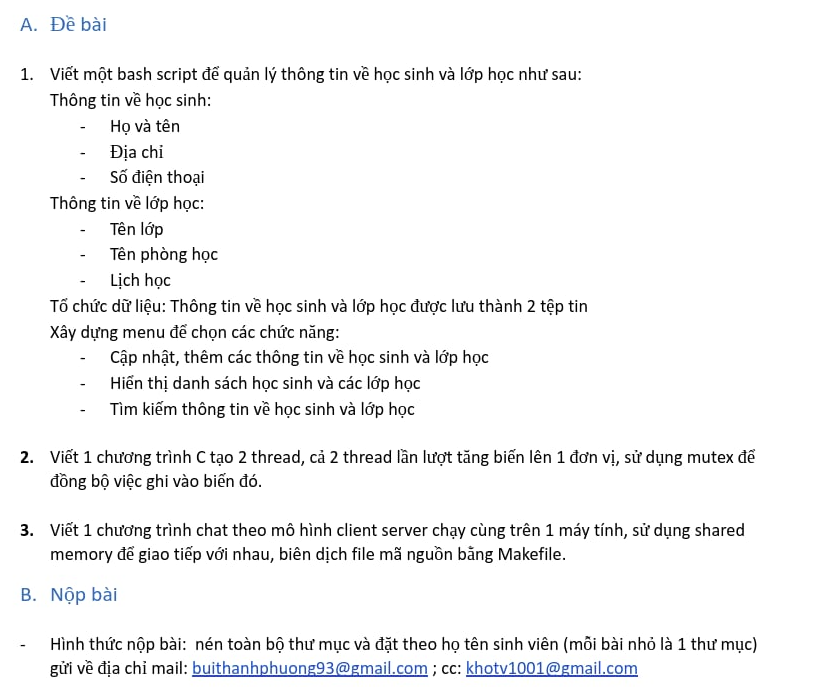 A. Đề bài
1. Viết một bash script để quản lý thông tin về học sinh và lớp học như sau:
Thông tin về học sinh:
- Họ và tên
- Địa chỉ
- Số điện thoại
Thông tin về lớp học:
- Tên lớp
- Tên phòng học
- Lịch học
Tổ chức dữ liệu: Thông tin về học sinh và lớp học được lưu thành 2 tệp tin
Xây dựng menu để chọn các chức năng:
- Cập nhật, thêm các thông tin về học sinh và lớp học
- Hiển thị danh sách học sinh và các lớp học
- Tìm kiếm thông tin về học sinh và lớp học
2. Viết 1 chương trình C tạo 2 thread, cả 2 thread lần lượt tăng biến lên 1 đơn vị, sử dụng mutex để
đồng bộ việc ghi vào biến đó.
3. Viết 1 chương trình chat theo mô hình client server chạy cùng trên 1 máy tính, sử dụng shared
memory để giao tiếp với nhau, biên dịch file mã nguồn bằng Makefile.
B. Nộp bài
- Hình thức nộp bài: nén toàn bộ thư mục và đặt theo họ tên sinh viên (mỗi bài nhỏ là 1 thư mục)
gửi về địa chỉ mail: buithanhphuong93@gmail.com ; cc: khotv1001@gmail.com